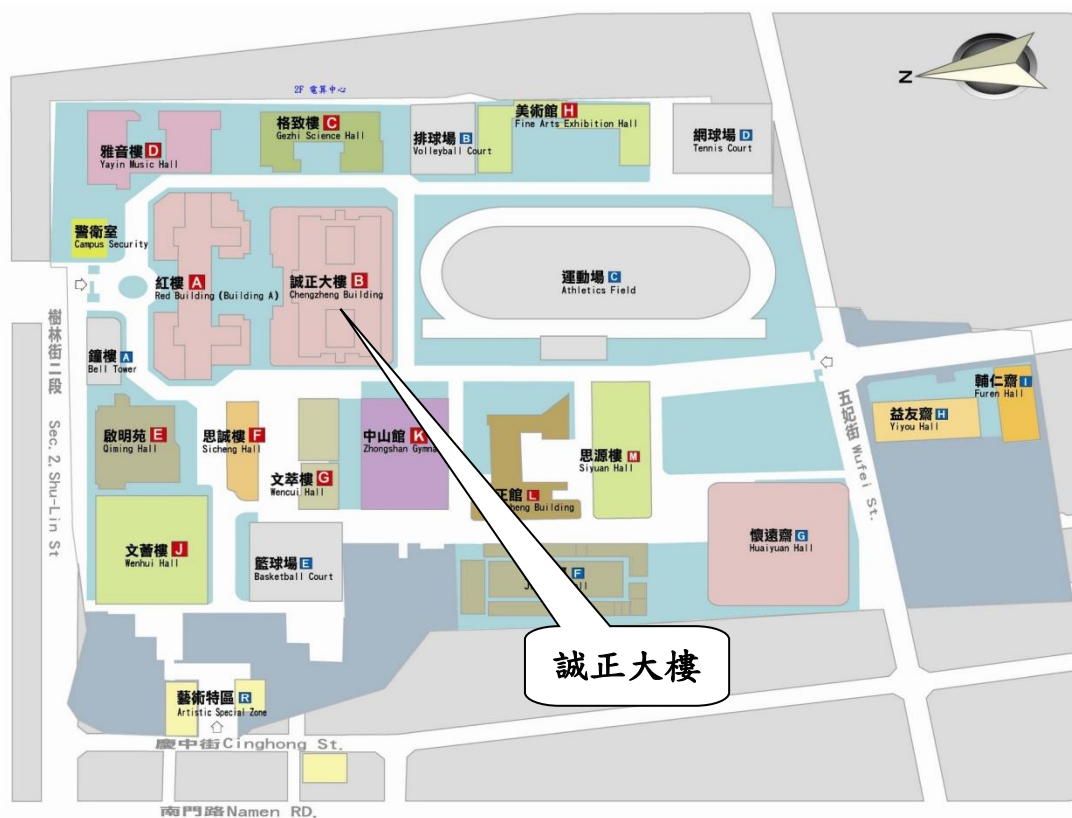 N
2F 電算中心
雅音樓 D
Yayin Music Hall
格致樓 C
Gezhi Science Hall
排球場 B
Volleyball Court
美術館 H
Fine Arts Exhibition Hall
網球場 D
Tennis Court
警衛室
Campus Security
紅樓 A
Red Building (Building A)
誠正大樓 B
Chengzheng Building
運動場 C
Athletics Field
鐘樓 A
Bell Tower
樹林街二段 Sec. 2, Shu-Lin St
啟明苑 E
Qiming Hall
思誠樓 F
Sicheng Hall
文萃樓 G
Wencui Hall
中山館 K
Zhongshan Gymna
正館 L
heng Building
思源樓 M
Siyuan Hall
五妃街 Wufei St.
益友齋 H
Yiyou Hall
輔仁齋 I
Furen Hall
文薈樓 J
Wenhui Hall
籃球場 E
Basketball Court
F
懷遠齋 G
Huaiyuan Hall
誠正大樓
藝術特區 R
Artistic Special Zone
慶中街Cinghong St.
南門路Namen RD.